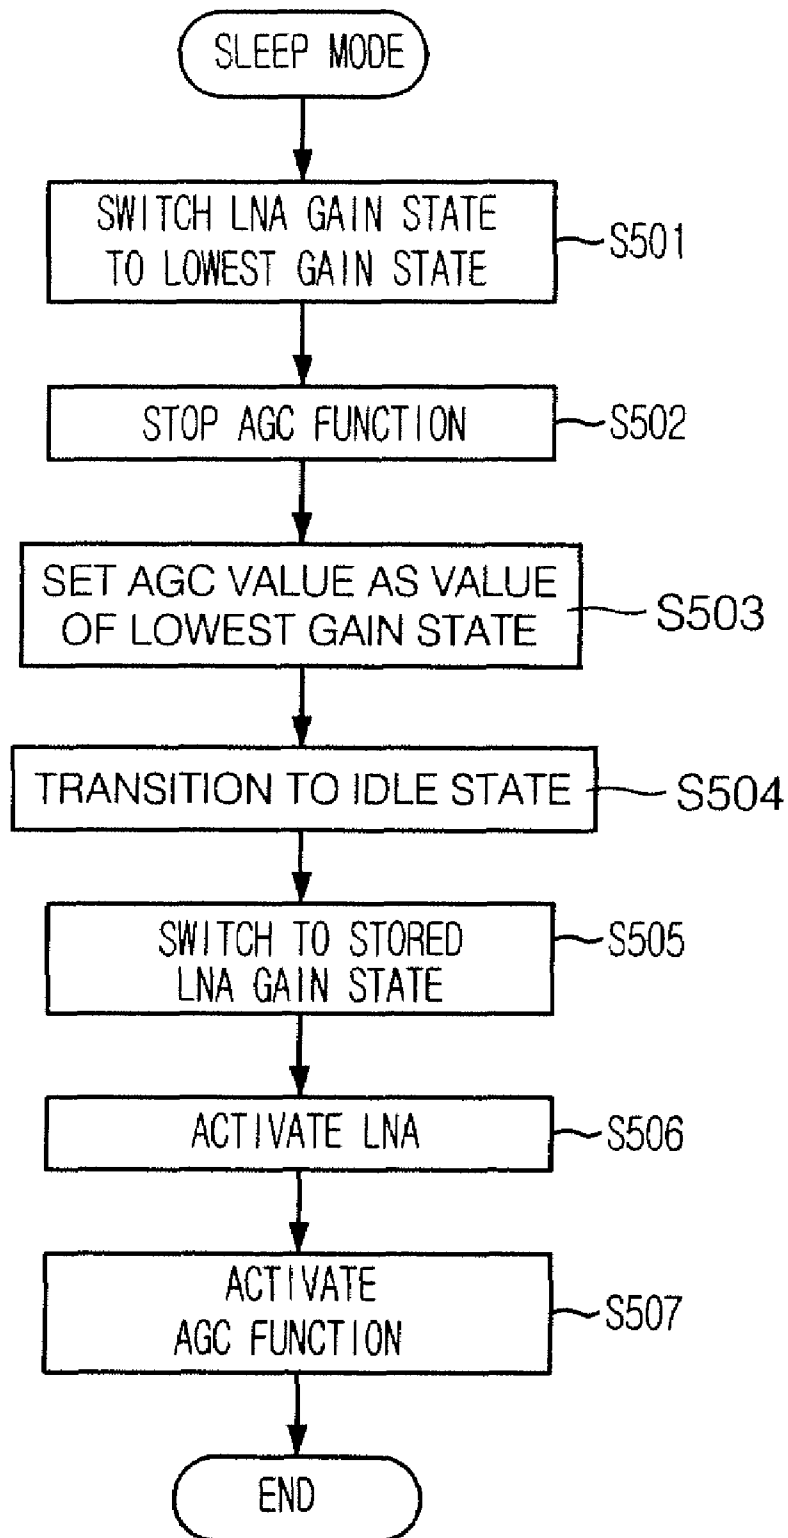 SLEEP MODE
SWITCH LNA GAIN STATE
TO LOWEST GAIN STATE
S501
STOP AGC FUNCTION
S502
SET AGC VALUE AS VALUE
OF LOWEST GAIN STATE
S503
TRANSITION TO IDLE STATE
S504
SWITCH TO STORED
LNA GAIN STATE
S505
ACTIVATE LNA
S506
ACTIVATE
AGC FUNCTION
S507
END